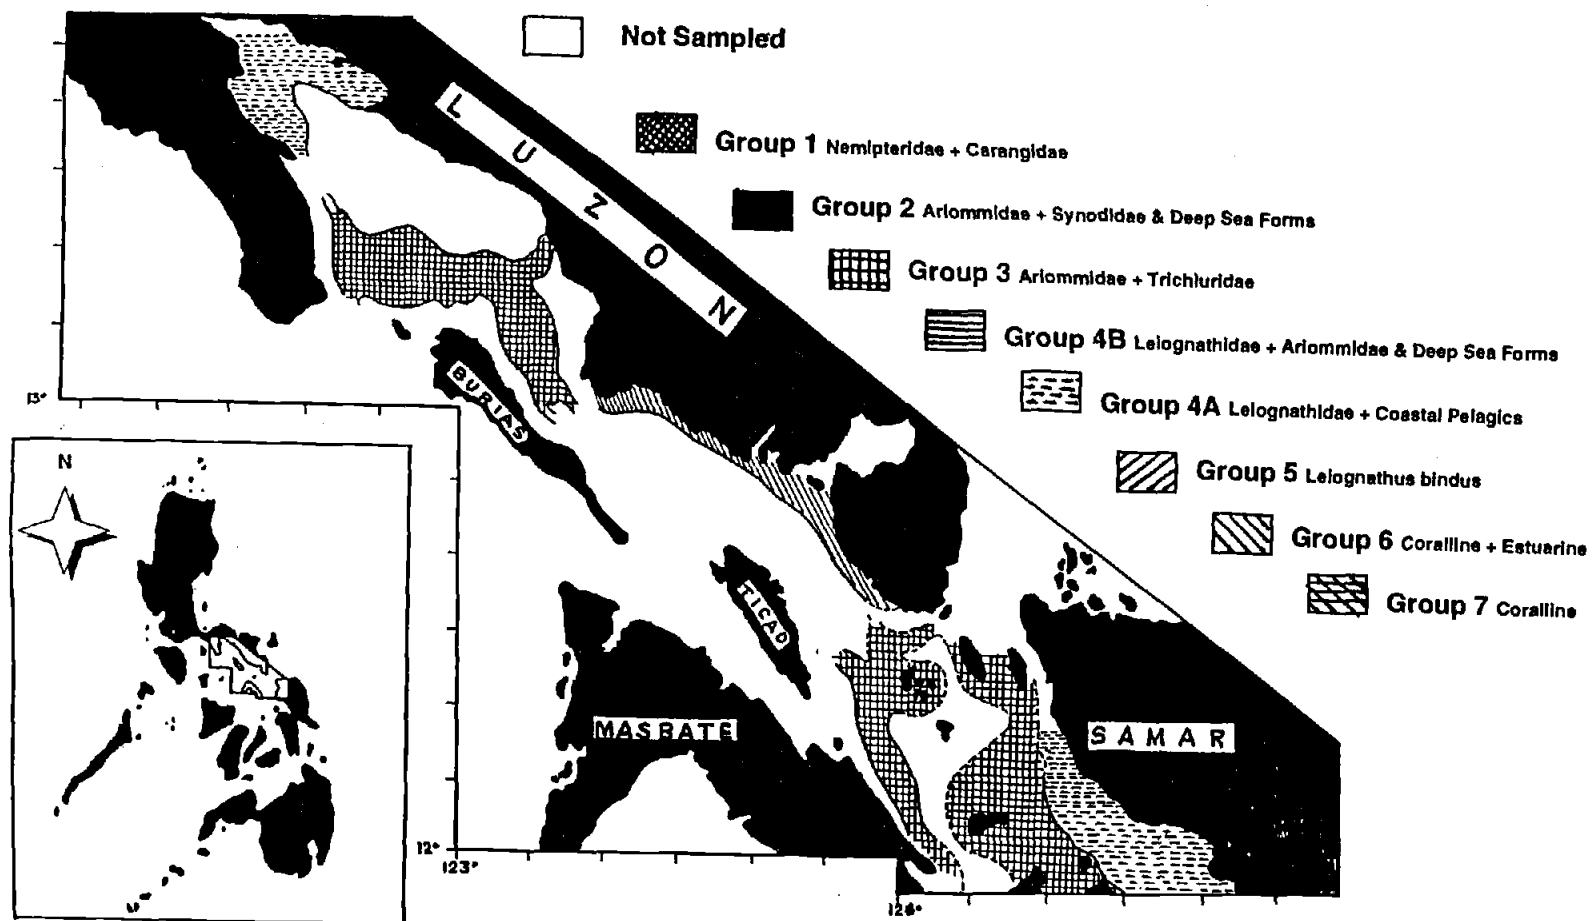 Not Sampled
Group 1 Nemipteridae + Carangidae
Group 2 Ariommidae + Synodidae & Deep Sea Forms
Group 3 Ariommidae + Trichiuridae
Group 4B Leiognathidae + Ariommidae & Deep Sea Forms
Group 4A Leiognathidae + Coastal Pelagics
Group 5 Leiognathus bindus
Group 6 Coralline + Estuarine
Group 7 Coralline
LUZON
BURIAS
TICAO
MASBATE
SAMAR
13°
N
12°
123°
124°